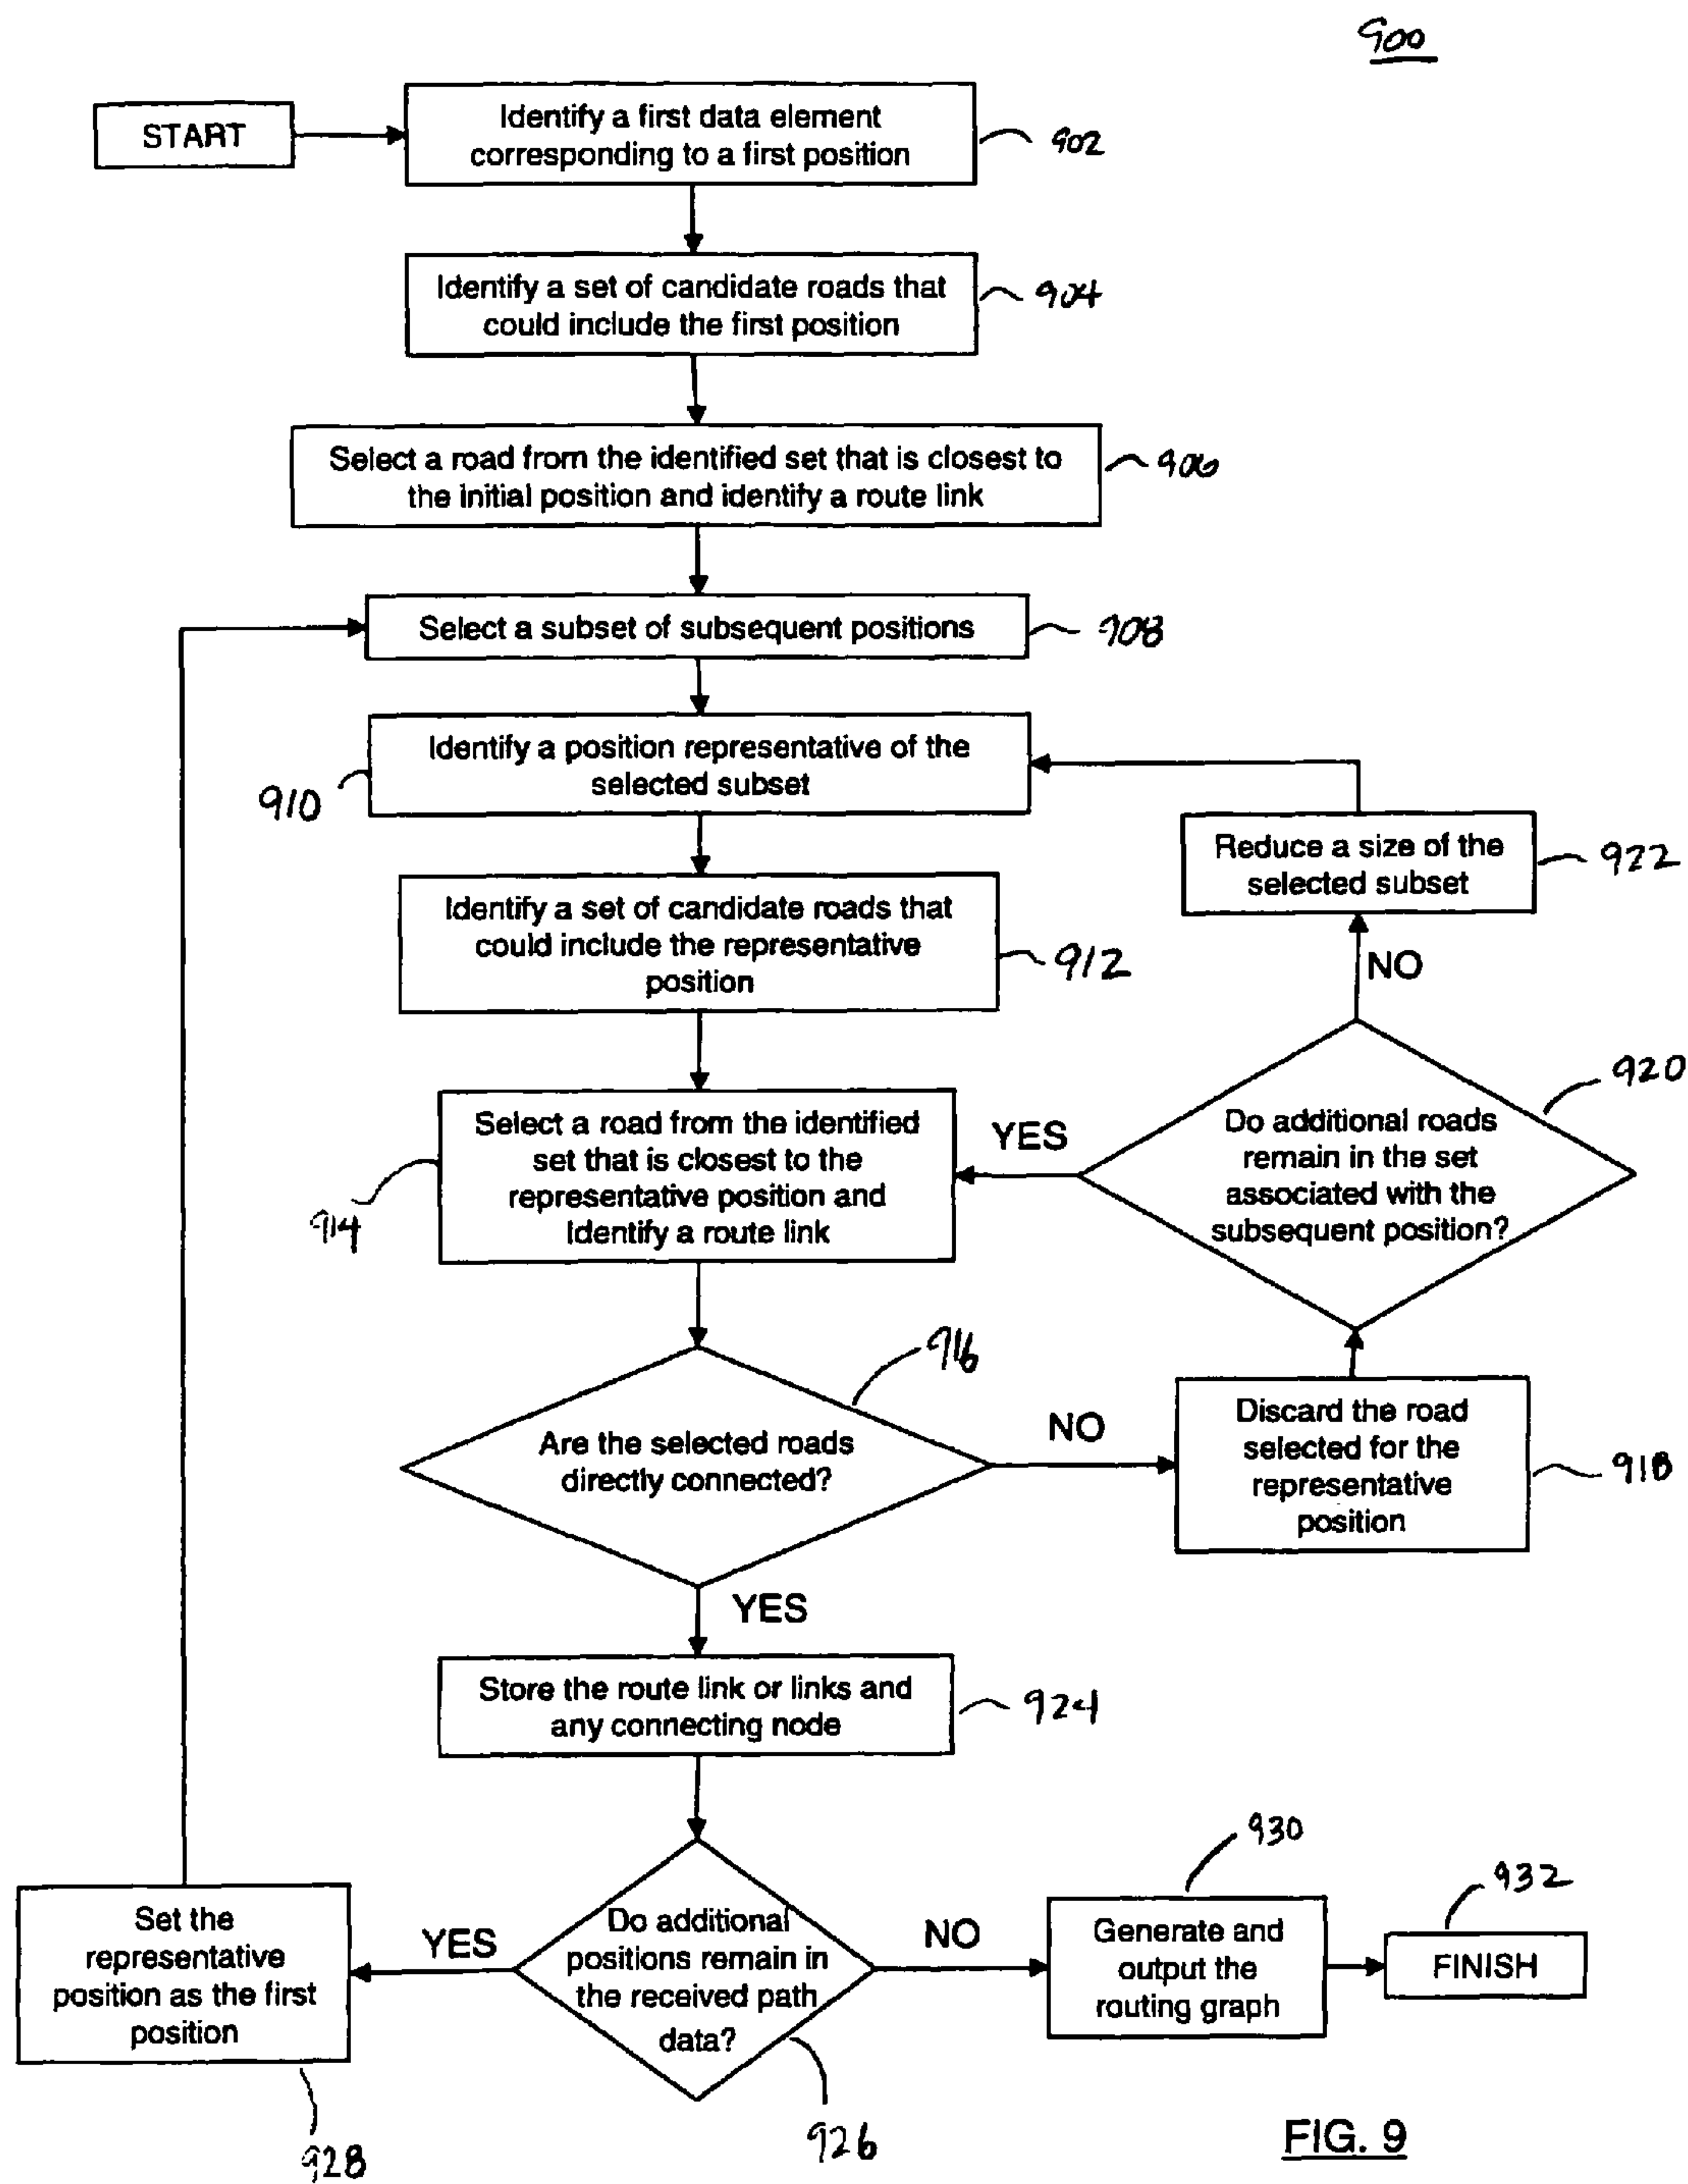 900
START
Identify a first data element
corresponding to a first position
902
Identify a set of candidate roads that
could include the first position
904
Select a road from the identified set that is closest to
the initial position and identify a route link
906
Select a subset of subsequent positions
908
Identify a position representative of the
selected subset
910
Reduce a size of the
selected subset
922
Identify a set of candidate roads that
could include the representative
position
912
NO
920
Do additional roads
remain in the set
associated with the
subsequent position?
YES
Select a road from the identified
set that is closest to the
representative position and
Identify a route link
914
916
Are the selected roads
directly connected?
NO
Discard the road
selected for the
representative
position
918
YES
Store the route link or links and
any connecting node
924
930
932
Set the
representative
position as the first
position
YES
Do additional
positions remain in
the received path
data?
NO
Generate and
output the
routing graph
FINISH
928
926
FIG. 9